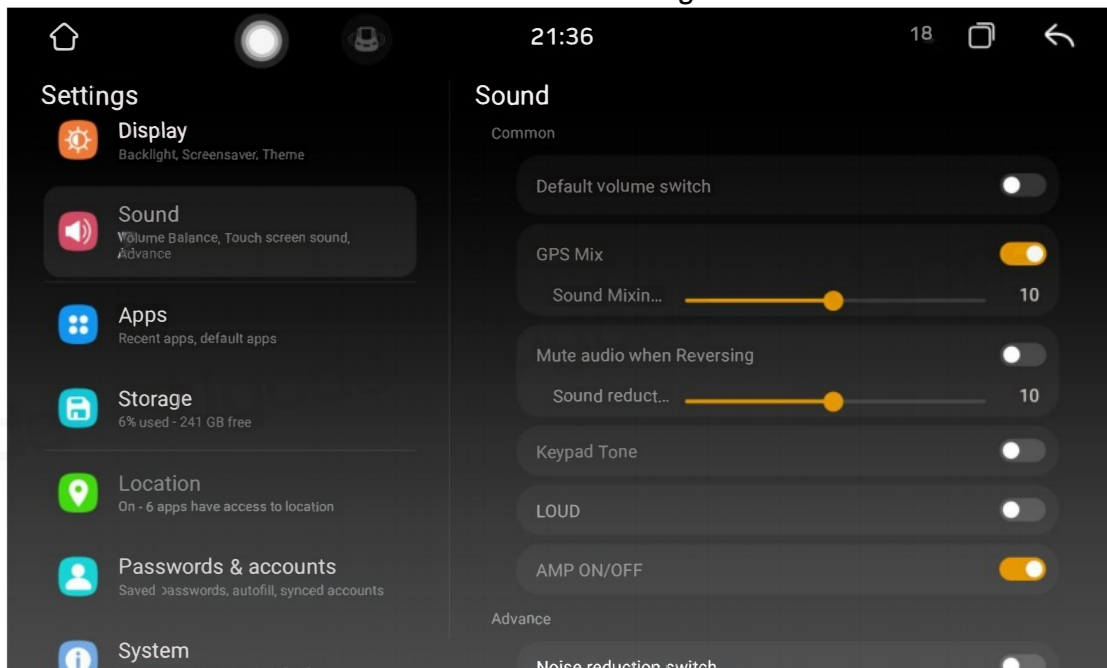 21:36
18
Settings
Display
Backlight, Screensaver, Theme
Sound
Volume Balance, Touch screen sound,
Advance
Apps
Recent apps, default apps
Storage
6% used - 241 GB free
Location
On - 6 apps have access to location
Passwords & accounts
Saved passwords, autofill, synced accounts
System
Sound
Common
Default volume switch
GPS Mix
Sound Mixin... 10
Mute audio when Reversing
Sound reduct... 10
Keypad Tone
LOUD
AMP ON/OFF
Advance
Noise reduction switch